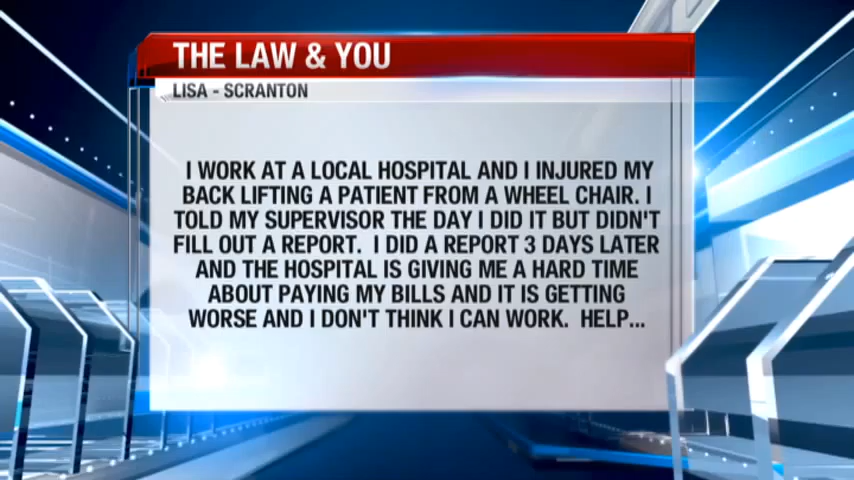 THE LAW & YOU
LISA - SCRANTON
I WORK AT A LOCAL HOSPITAL AND I INJURED MY
BACK LIFTING A PATIENT FROM A WHEEL CHAIR. I
TOLD MY SUPERVISOR THE DAY I DID IT BUT DIDN'T
FILL OUT A REPORT. I DID A REPORT 3 DAYS LATER
AND THE HOSPITAL IS GIVING ME A HARD TIME
ABOUT PAYING MY BILLS AND IT IS GETTING
WORSE AND I DON'T THINK I CAN WORK. HELP...